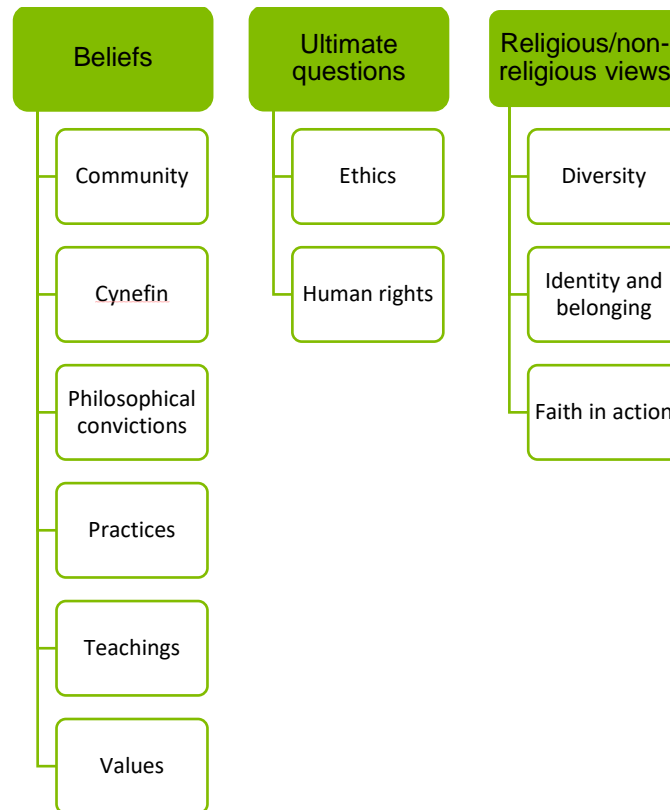 Beliefs
Community
Cynefin
Philosophical
convictions
Practices
Teachings
Values
Ultimate
questions
Ethics
Human rights
Religious/non-
religious views
Diversity
Identity and
belonging
Faith in action